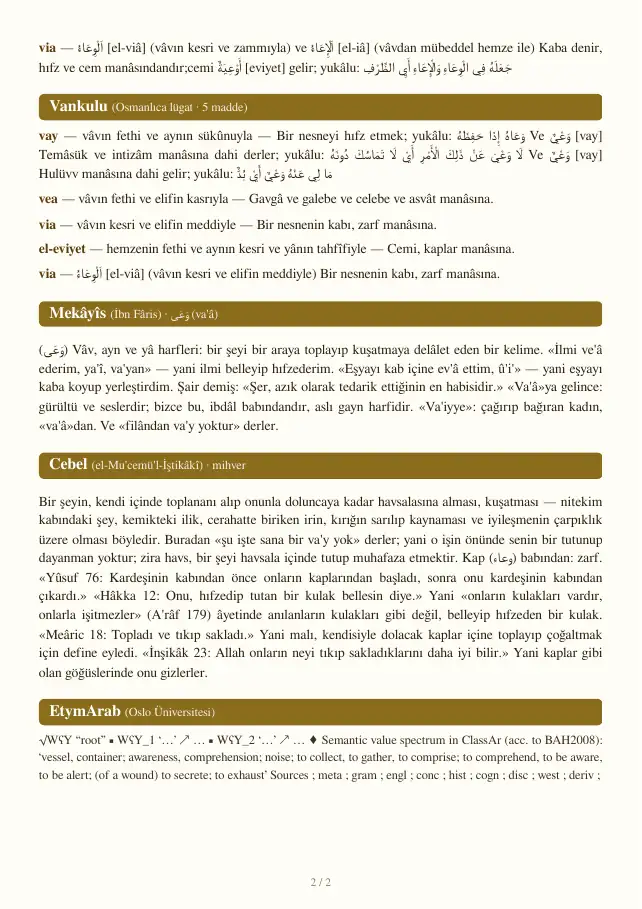 via — اَلْوِعَاءُ [el-viâ] (vâvın kesri ve zammıyla) ve اَلْإِعَاءُ [el-iâ] (vâvdan mübeddel hemze ile) Kaba denir,
hıfz ve cem manâsındandır;cemi أَوْعِيَةٌ [eviyet] gelir; yukâlu: جَعَلَهُ فِي الْوِعَاءِ وَالْإِعَاءِ أَيِ الظَّرْفِ
Vankulu (Osmanlıca lügat · 5 madde)
vay — vâvın fethi ve aynın sükûnuyla — Bir nesneyi hıfz etmek; yukâlu: وَعَاهُ إِذَا حَفِظَهُ Ve وَعْيٌ [vay]
Temâsük ve intizâm manâsına dahi derler; yukâlu: لَا وَعْيَ عَنْ ذَلِكَ الْأَمْرِ أَيْ لَا تَمَاسُكَ دُونَهُ Ve وَعْيٌ [vay]
Hulüvv manâsına dahi gelir; yukâlu: مَا لِي عَنْهُ وَعْيٌ أَيْ بُدٌّ
vea — vâvın fethi ve elifin kasrıyla — Gavgâ ve galebe ve celebe ve asvât manâsına.
via — vâvın kesri ve elifin meddiyle — Bir nesnenin kabı, zarf manâsına.
el-eviyet — hemzenin fethi ve aynın kesri ve yânın tahfîfiyle — Cemi, kaplar manâsına.
via — اَلْوِعَاءُ [el-viâ] (vâvın kesri ve elifin meddiyle) Bir nesnenin kabı, zarf manâsına.
Mekâyîs (İbn Fâris) · وَعَى (va'â)
(وَعَى) Vâv, ayn ve yâ harfleri: bir şeyi bir araya toplayıp kuşatmaya delâlet eden bir kelime. «İlmi ve'â
ederim, ya'î, va'yan» — yani ilmi belleyip hıfzederim. «Eşyayı kab içine ev'â ettim, û'i'» — yani eşyayı
kaba koyup yerleştirdim. Şair demiş: «Şer, azık olarak tedarik ettiğinin en habisidir.» «Va'â»ya gelince:
gürültü ve seslerdir; bizce bu, ibdâl babındandır, aslı gayn harfidir. «Va'iyye»: çağırıp bağıran kadın,
«va'â»dan. Ve «filândan va'y yoktur» derler.
Cebel (el-Mu'cemü'l-İştikâkî) · mihver
Bir şeyin, kendi içinde toplananı alıp onunla doluncaya kadar havsalasına alması, kuşatması — nitekim
kabındaki şey, kemikteki ilik, cerahatte biriken irin, kırığın sarılıp kaynaması ve iyileşmenin çarpıklık
üzere olması böyledir. Buradan «şu işte sana bir va'y yok» derler; yani o işin önünde senin bir tutunup
dayanman yoktur; zira havs, bir şeyi havsala içinde tutup muhafaza etmektir. Kap (وعاء) babından: zarf.
«Yûsuf 76: Kardeşinin kabından önce onların kaplarından başladı, sonra onu kardeşinin kabından
çıkardı.» «Hâkka 12: Onu, hıfzedip tutan bir kulak bellesin diye.» Yani «onların kulakları vardır,
onlarla işitmezler» (A'râf 179) âyetinde anılanların kulakları gibi değil, belleyip hıfzeden bir kulak.
«Meâric 18: Topladı ve tıkıp sakladı.» Yani malı, kendisiyle dolacak kaplar içine toplayıp çoğaltmak
için define eyledi. «İnşikâk 23: Allah onların neyi tıkıp sakladıklarını daha iyi bilir.» Yani kaplar gibi
olan göğüslerinde onu gizlerler.
EtymArab (Oslo Üniversitesi)
√WʕY “root” ▪ WʕY_1 ‘…’ ↗ … ▪ WʕY_2 ‘…’ ↗ … ♦ Semantic value spectrum in ClassAr (acc. to BAH2008):
‘vessel, container; awareness, comprehension; noise; to collect, to gather, to comprise; to comprehend, to be aware,
to be alert; (of a wound) to secrete; to exhaust’ Sources ; meta ; gram ; engl ; conc ; hist ; cogn ; disc ; west ; deriv ;
2 / 2